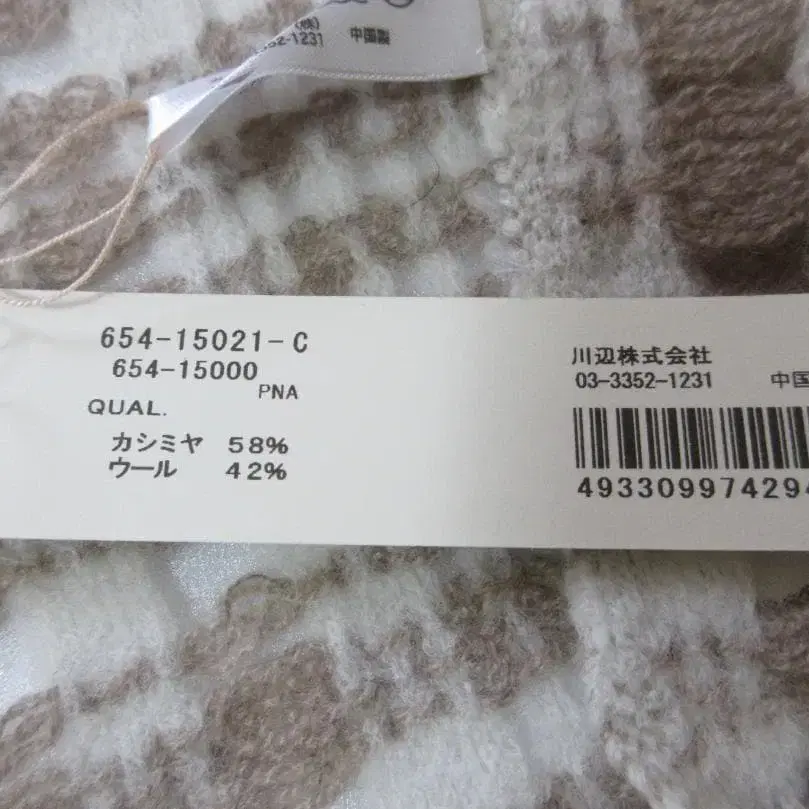 (株)
352-1231 中国製
654-15021-C
654-15000
PNA
QUAL.
カシミヤ 58%
ウール 42%
川辺株式会社
03-3352-1231 中国
493309974294